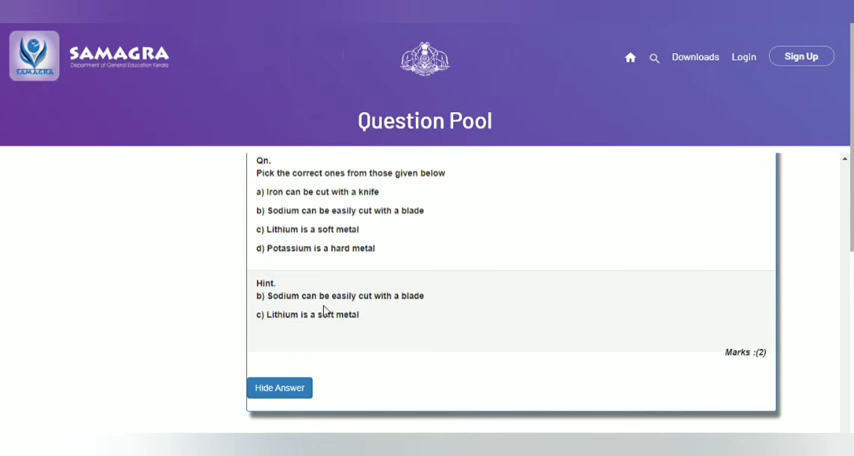 SAMAGRA
Department of General Education Kerala
SAMAGRA
Downloads
Login
Sign Up
Question Pool
Qn.
Pick the correct ones from those given below
a) Iron can be cut with a knife
b) Sodium can be easily cut with a blade
c) Lithium is a soft metal
d) Potassium is a hard metal
Hint.
b) Sodium can be easily cut with a blade
c) Lithium is a soft metal
Marks :(2)
Hide Answer